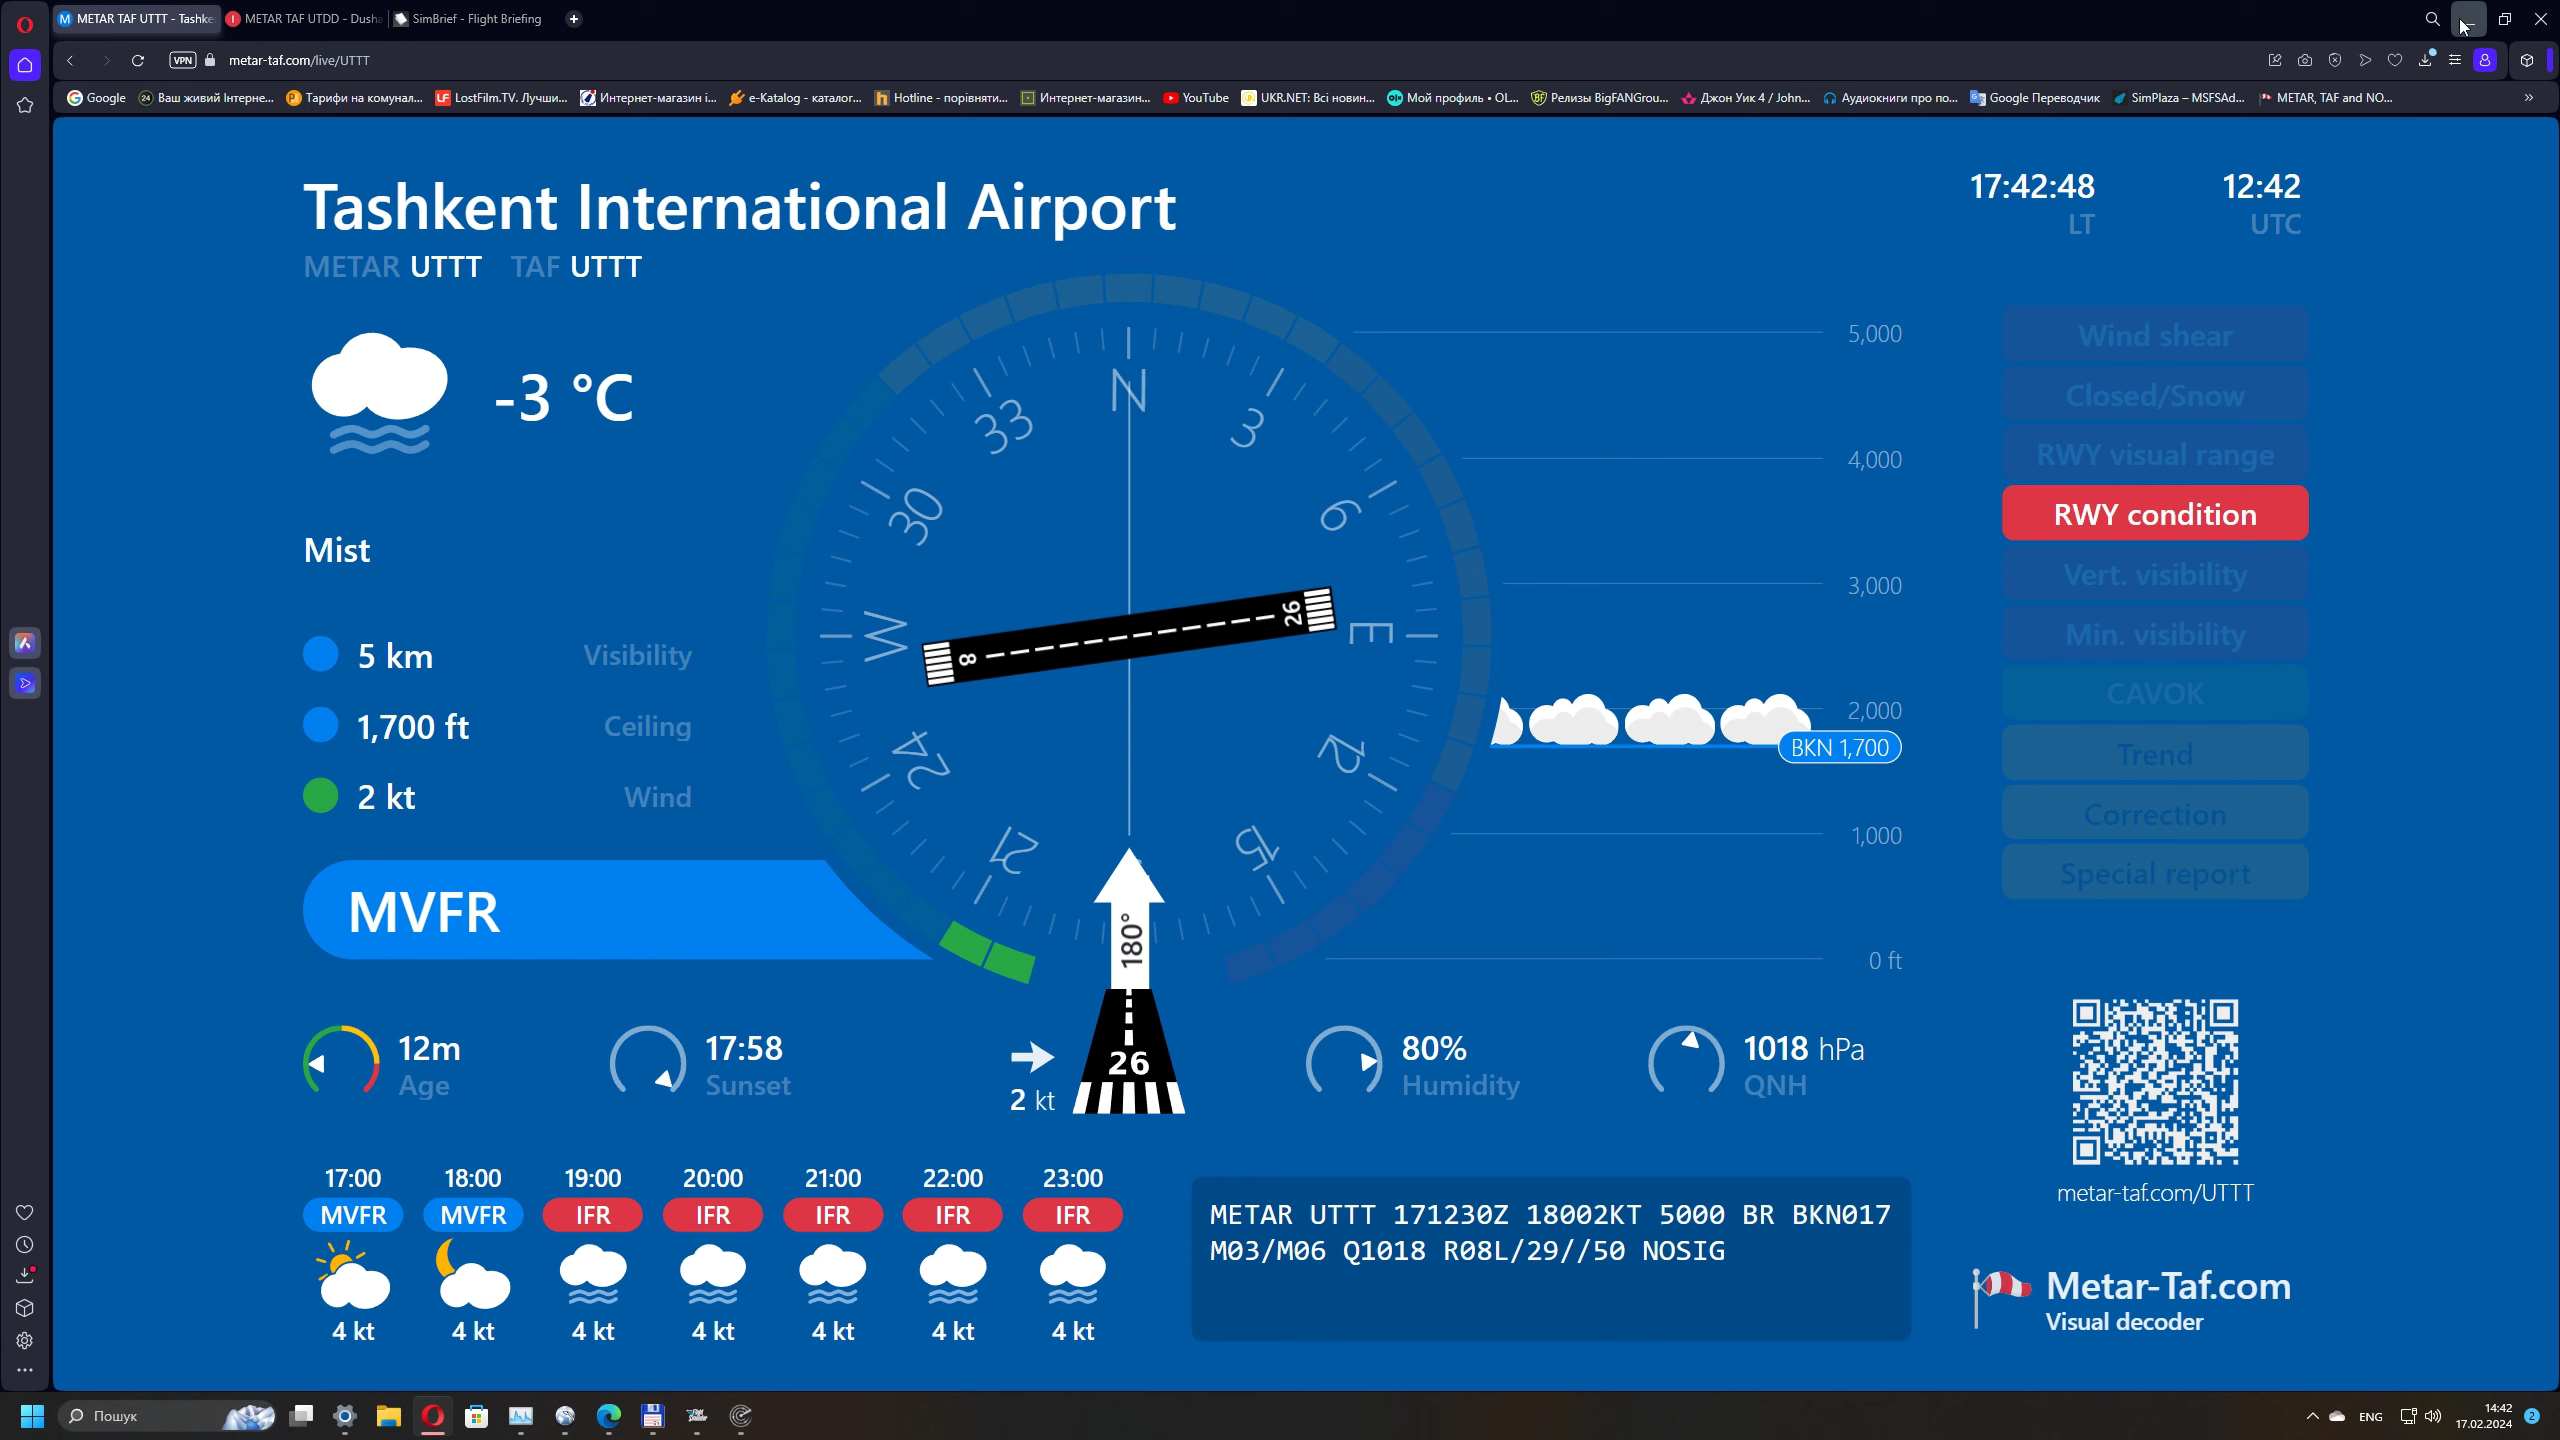 METAR TAF UTTT - Tashke
METAR TAF UTDD - Dush
SimBrief - Flight Briefing
VPN
metar-taf.com/live/UTTT
Google
Ваш живий Інтерне...
Тарифи на комунал...
LostFilm.TV. Лучши...
Интернет-магазин і...
e-Katalog - каталог...
Hotline - порівняти...
Интернет-магазин...
YouTube
UKR.NET: Всі новин...
Мой профиль • OL...
Релизы BigFANGrou...
Джон Уик 4 / John...
Аудиокниги про по...
Google Переводчик
SimPlaza – MSFSAd...
METAR, TAF and NO...
Tashkent International Airport
17:42:48
LT
12:42
UTC
METAR UTTT TAF UTTT
-3 °C
Mist
5 km Visibility
1,700 ft Ceiling
2 kt Wind
MVFR
N
3
6
E
12
15
21
24
W
30
33
8
26
180°
26
2 kt
5,000
4,000
3,000
2,000
BKN 1,700
1,000
0 ft
Wind shear
Closed/Snow
RWY visual range
RWY condition
Vert. visibility
Min. visibility
CAVOK
Trend
Correction
Special report
12m
Age
17:58
Sunset
80%
Humidity
1018 hPa
QNH
metar-taf.com/UTTT
17:00 18:00 19:00 20:00 21:00 22:00 23:00
MVFR MVFR IFR IFR IFR IFR IFR
4 kt 4 kt 4 kt 4 kt 4 kt 4 kt 4 kt
METAR UTTT 171230Z 18002KT 5000 BR BKN017
M03/M06 Q1018 R08L/29//50 NOSIG
Metar-Taf.com
Visual decoder
Пошук
ENG
14:42
17.02.2024
2